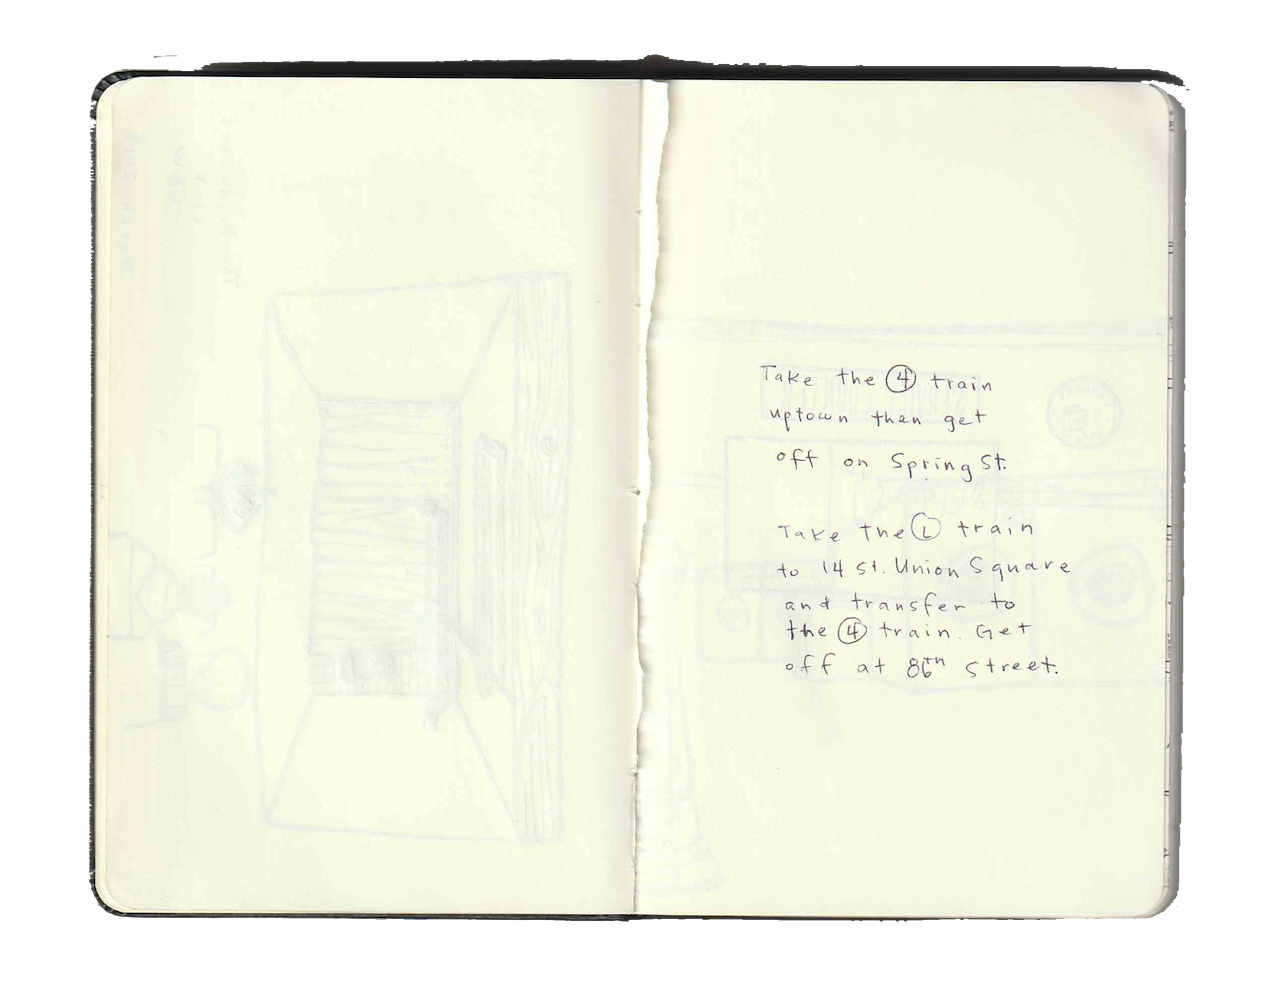 Take the 4 train
uptown then get
off on Spring St.
Take the L train
to 14 st. Union Square
and transfer to
the 4 train. Get
off at 86th street.